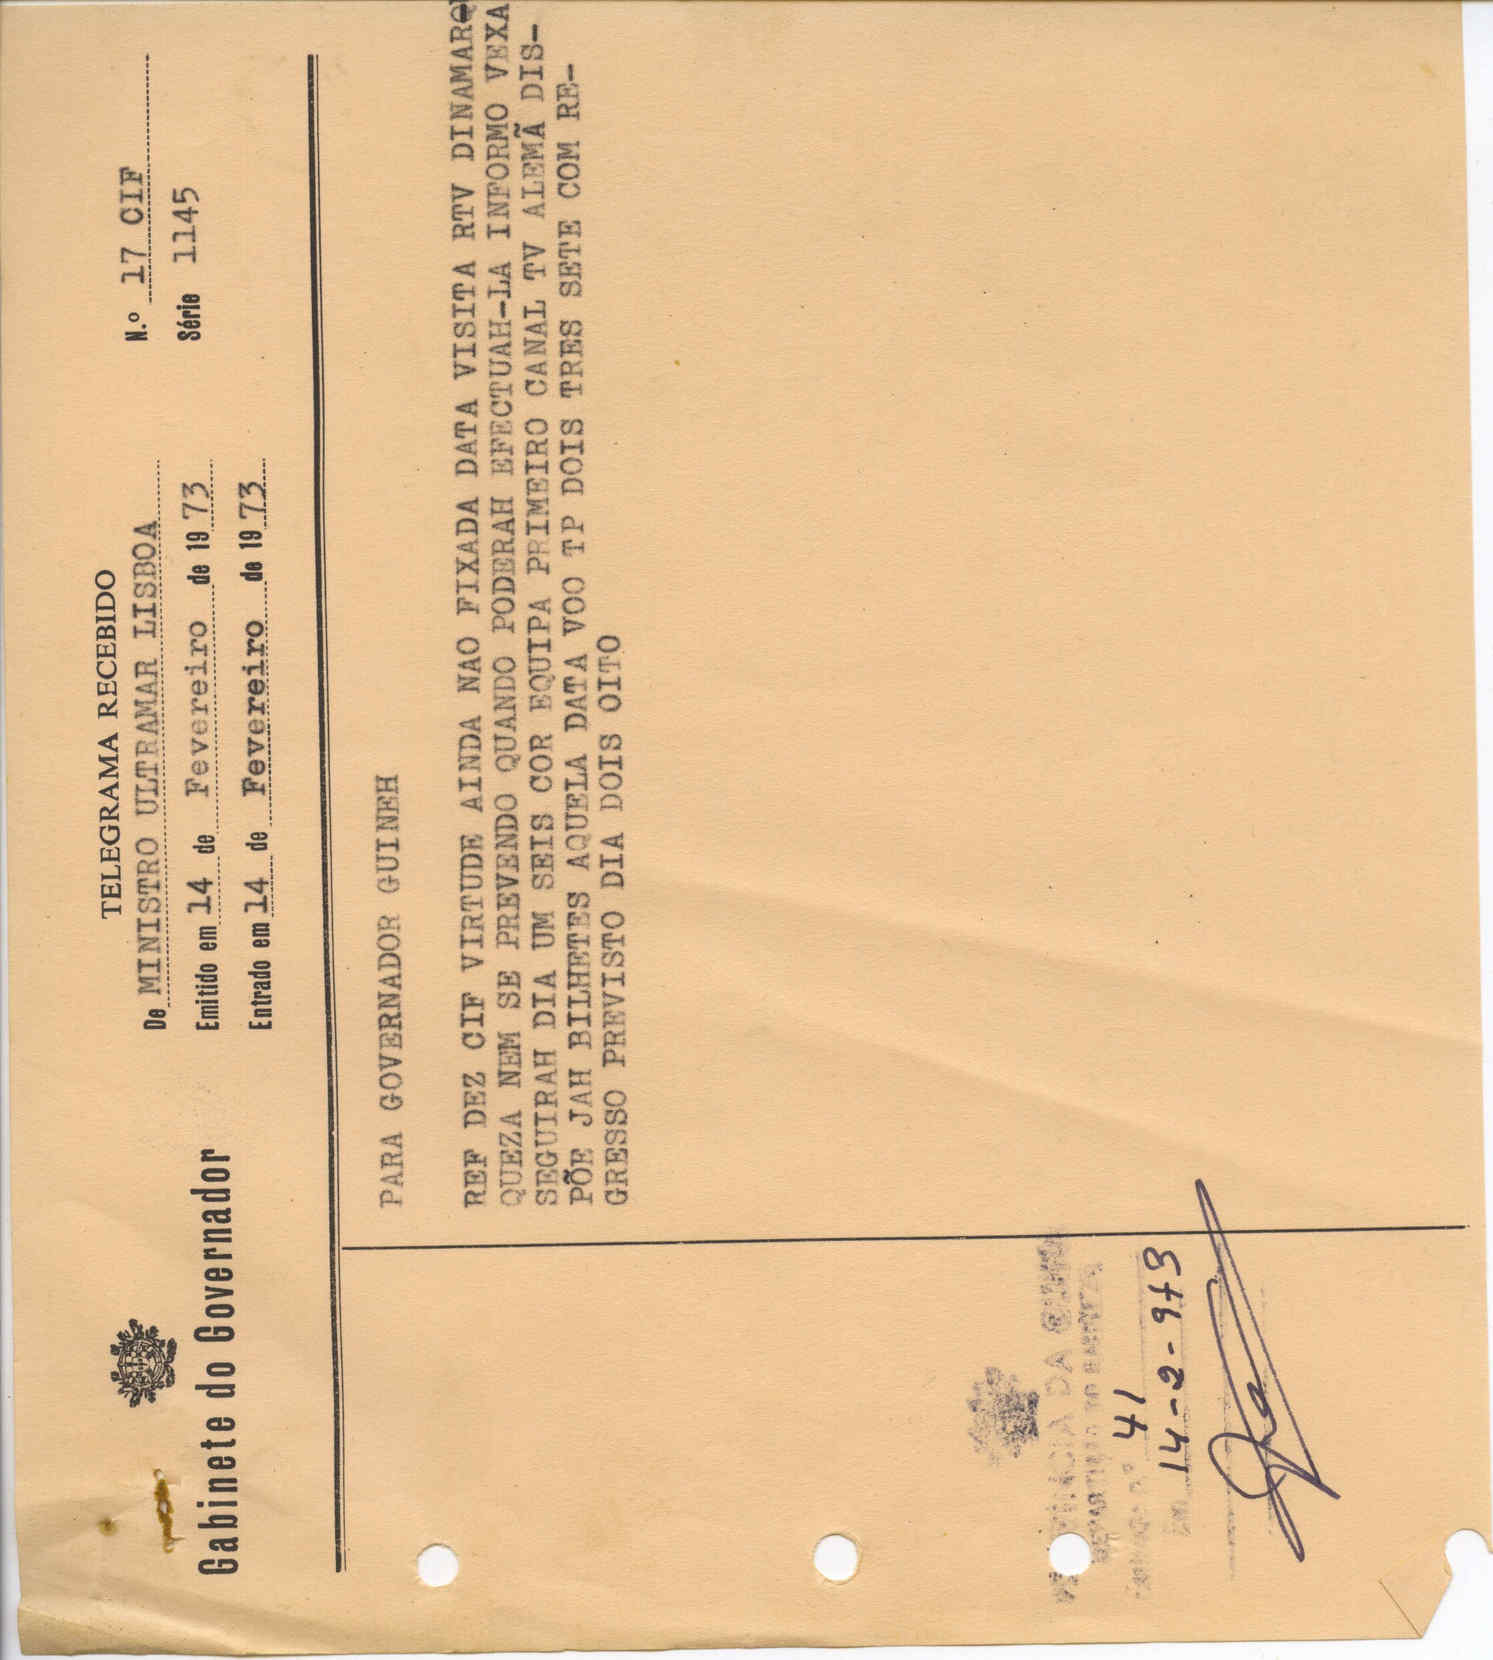 Gabinete do Governador
TELEGRAMA RECEBIDO
De MINISTRO ULTRAMAR LISBOA
N.º 17 CIF
Emitido em 14 de Fevereiro de 1973
Série 1145
Entrado em 14 de Fevereiro de 1973
PARA GOVERNADOR GUINEH
REF DEZ CIF VIRTUDE AINDA NAO FIXADA DATA VISITA RTV DINAMARQ
QUEZA NEM SE PREVENDO QUANDO PODERAH EFECTUAH-LA INFORMO VEXA
SEGUIRAH DIA UM SEIS COR EQUIPA PRIMEIRO CANAL TV ALEMÃ DIS-
PÕE JAH BILHETES AQUELA DATA VOO TP DOIS TRES SETE COM RE-
GRESSO PREVISTO DIA DOIS OITO
DA
41
14-2-973